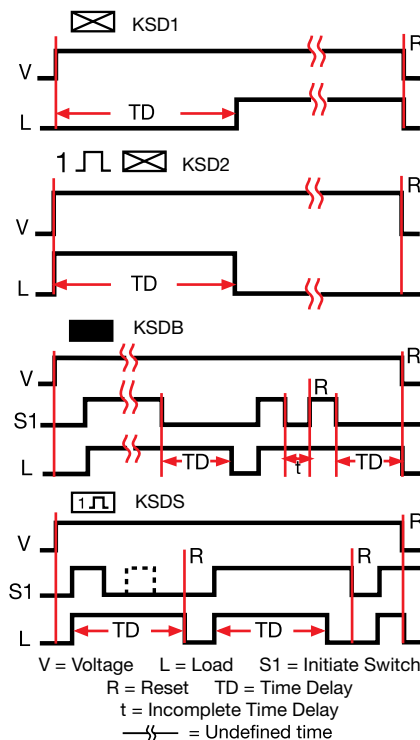 KSD1
R
V
TD
L
1 KSD2
R
V
TD
L
KSDB
R
V
R
S1
TD t TD
L
1 KSDS
R
V
R R
S1
TD TD
L
V = Voltage L = Load S1 = Initiate Switch
R = Reset TD = Time Delay
t = Incomplete Time Delay
= Undefined time